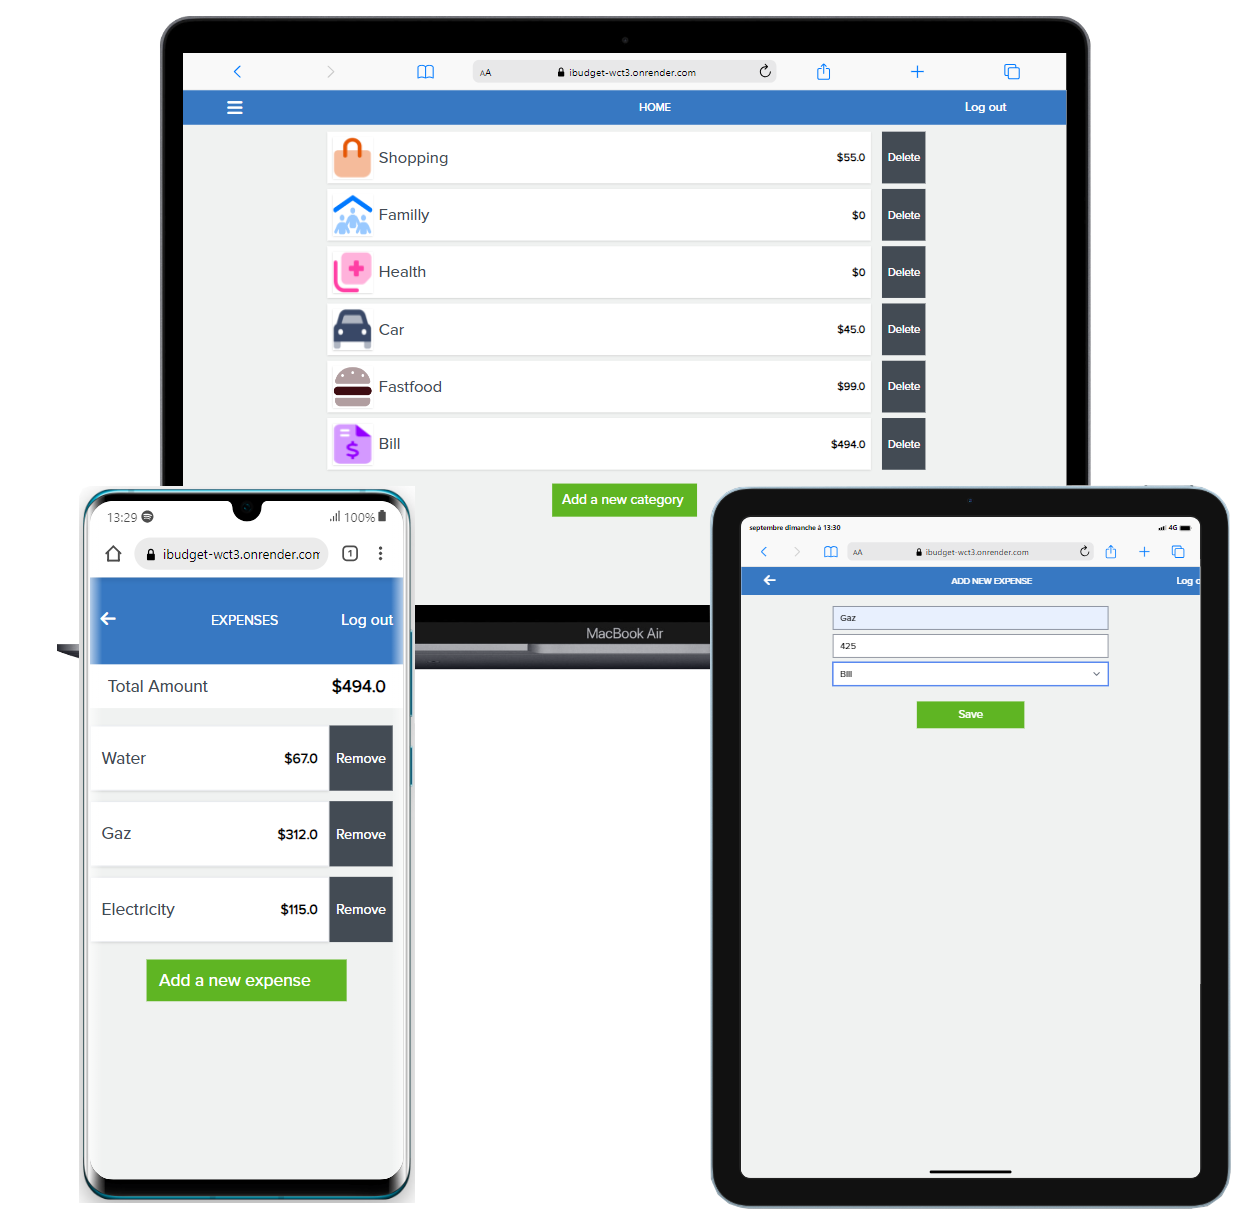 AA ibudget-wct3.onrender.com
HOME Log out
Shopping $55.0 Delete
Familly $0 Delete
Health $0 Delete
Car $45.0 Delete
Fastfood $99.0 Delete
Bill $494.0 Delete
Add a new category
MacBook Air
13:29 100%
ibudget-wct3.onrender.com 1
EXPENSES Log out
Total Amount $494.0
Water $67.0 Remove
Gaz $312.0 Remove
Electricity $115.0 Remove
Add a new expense
septembre dimanche à 13:30 4G
AA ibudget-wct3.onrender.com
ADD NEW EXPENSE Log o
Gaz
425
Bill
Save